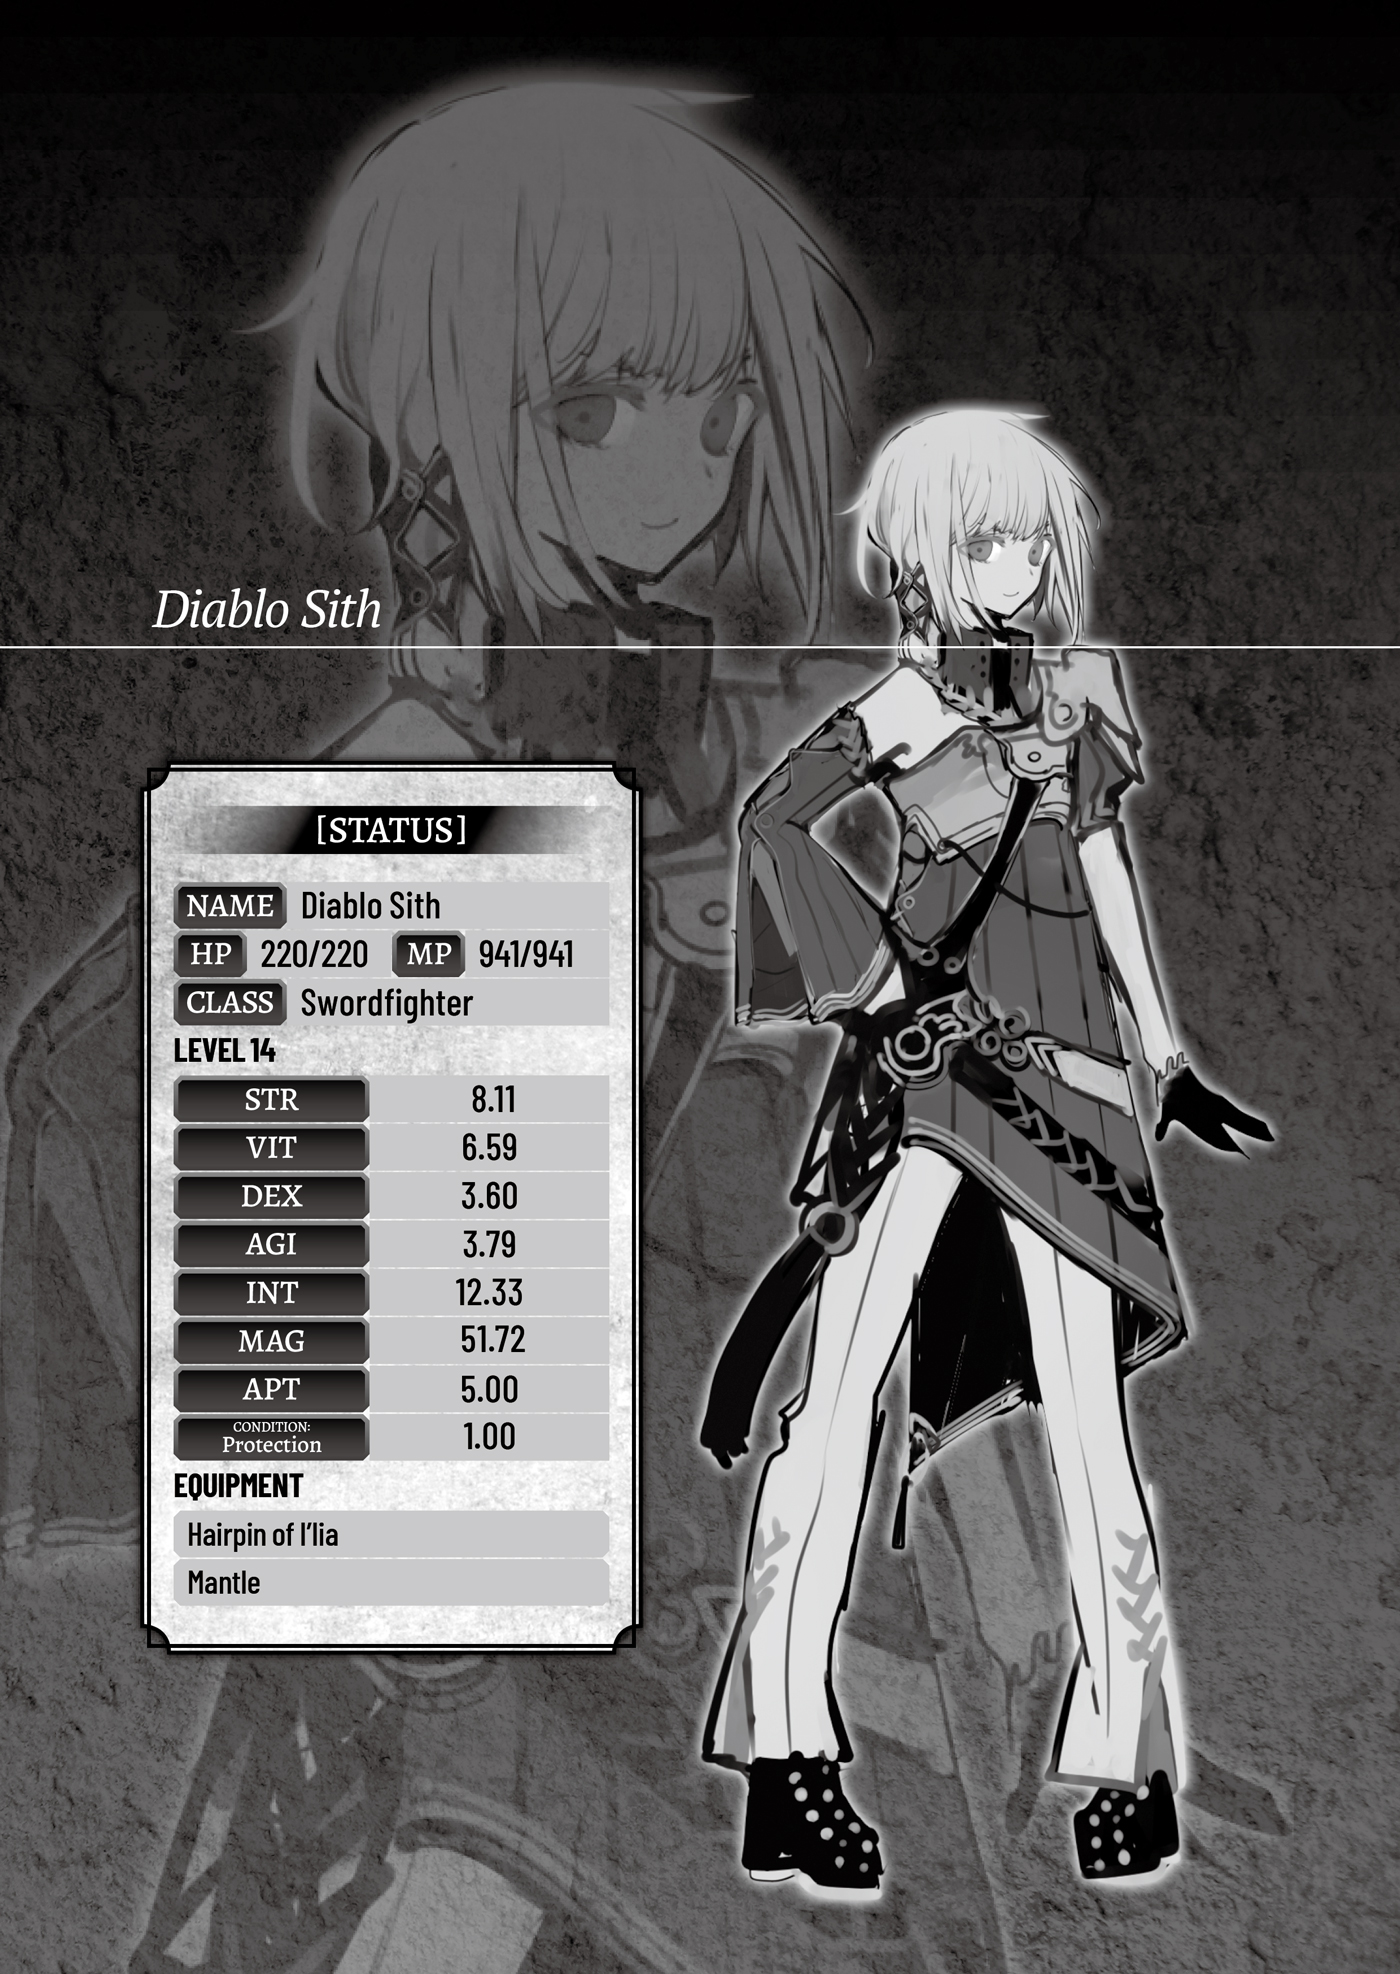 Diablo Sith
[STATUS]
NAME Diablo Sith
HP 220/220 MP 941/941
CLASS Swordfighter
LEVEL 14
STR 8.11
VIT 6.59
DEX 3.60
AGI 3.79
INT 12.33
MAG 51.72
APT 5.00
CONDITION:
Protection 1.00
EQUIPMENT
Hairpin of I'lia
Mantle